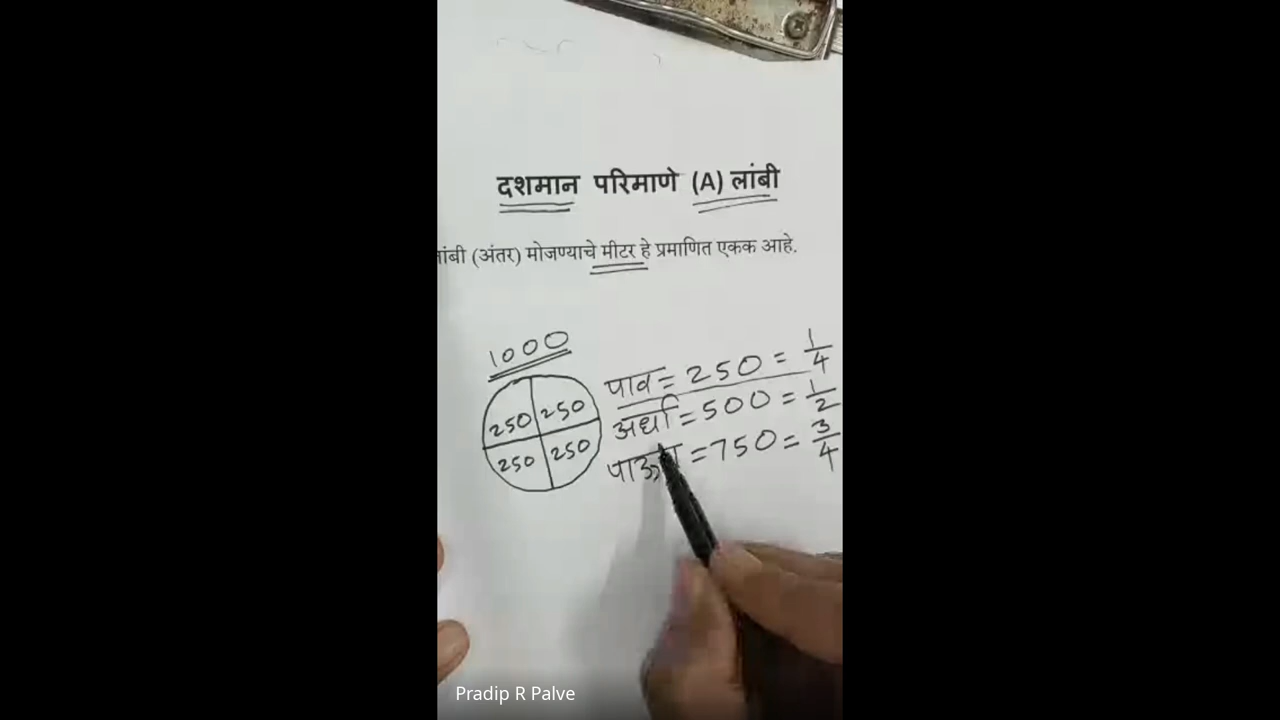 दशमान परिमाणे (A) लांबी
लांबी (अंतर) मोजण्याचे मीटर हे प्रमाणित एकक आहे.
1000
250 250
250 250
पाव = 250 = 1/4
अर्धा = 500 = 1/2
= 750 = 3/4
Pradip R Palve